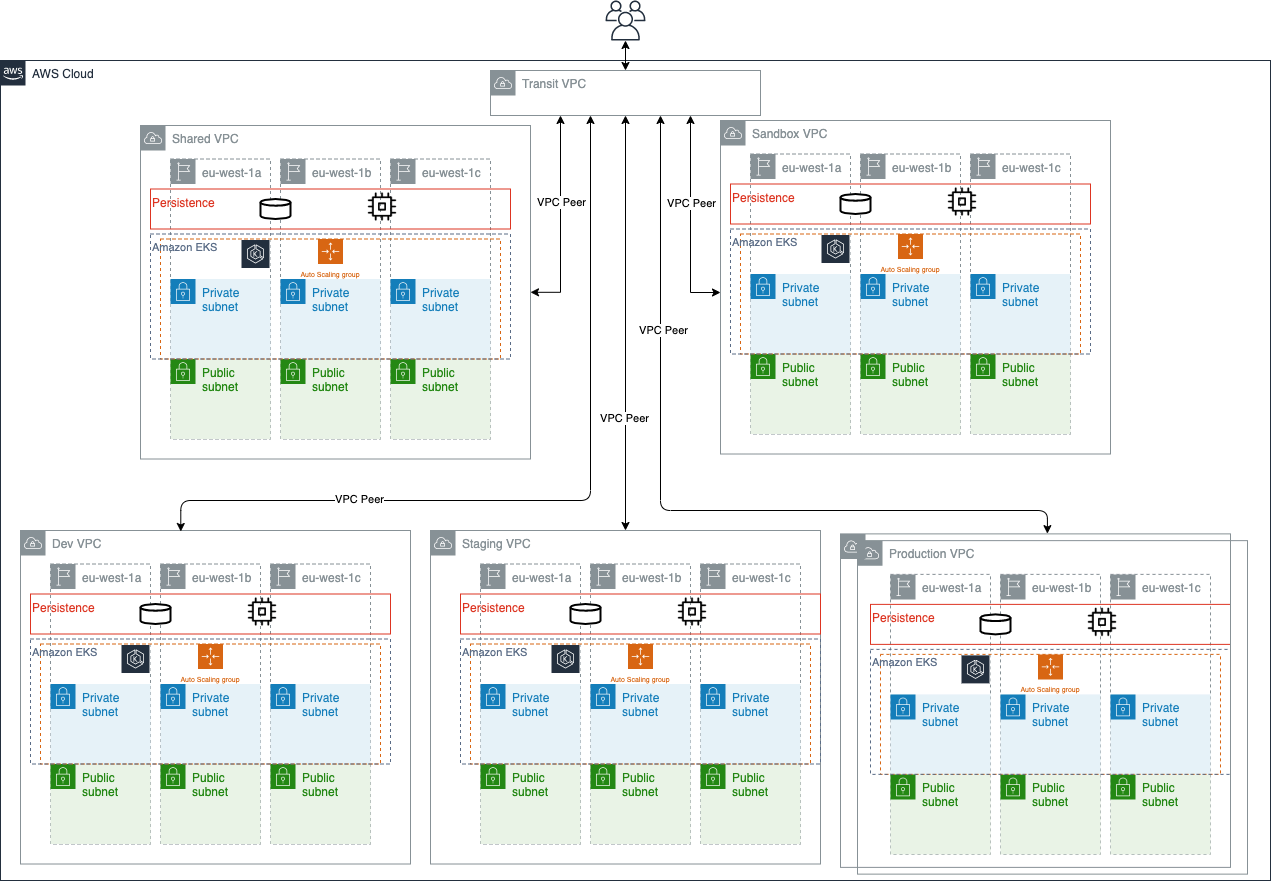 aws
AWS Cloud
Transit VPC
Shared VPC
eu-west-1a
eu-west-1b
eu-west-1c
Persistence
Amazon EKS
Auto Scaling group
Private
subnet
Private
subnet
Private
subnet
Public
subnet
Public
subnet
Public
subnet
VPC Peer
VPC Peer
VPC Peer
VPC Peer
VPC Peer
Sandbox VPC
eu-west-1a
eu-west-1b
eu-west-1c
Persistence
Amazon EKS
Auto Scaling group
Private
subnet
Private
subnet
Private
subnet
Public
subnet
Public
subnet
Public
subnet
Dev VPC
eu-west-1a
eu-west-1b
eu-west-1c
Persistence
Amazon EKS
Auto Scaling group
Private
subnet
Private
subnet
Private
subnet
Public
subnet
Public
subnet
Public
subnet
Staging VPC
eu-west-1a
eu-west-1b
eu-west-1c
Persistence
Amazon EKS
Auto Scaling group
Private
subnet
Private
subnet
Private
subnet
Public
subnet
Public
subnet
Public
subnet
Production VPC
eu-west-1a
eu-west-1b
eu-west-1c
Persistence
Amazon EKS
Auto Scaling group
Private
subnet
Private
subnet
Private
subnet
Public
subnet
Public
subnet
Public
subnet